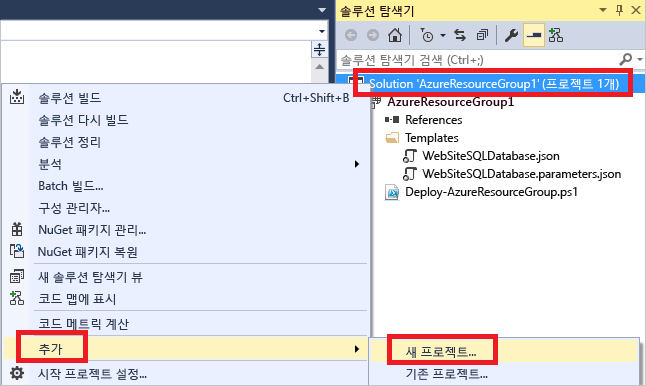 솔루션 탐색기
솔루션 탐색기 검색 (Ctrl+;)
Solution 'AzureResourceGroup1' (프로젝트 1개)
AzureResourceGroup1
References
Templates
WebSiteSQLDatabase.json
WebSiteSQLDatabase.parameters.json
Deploy-AzureResourceGroup.ps1
솔루션 빌드 Ctrl+Shift+B
솔루션 다시 빌드
솔루션 정리
분석
Batch 빌드...
구성 관리자...
NuGet 패키지 관리...
NuGet 패키지 복원
새 솔루션 탐색기 뷰
코드 맵에 표시
코드 메트릭 계산
추가
시작 프로젝트 설정...
새 프로젝트...
기존 프로젝트...